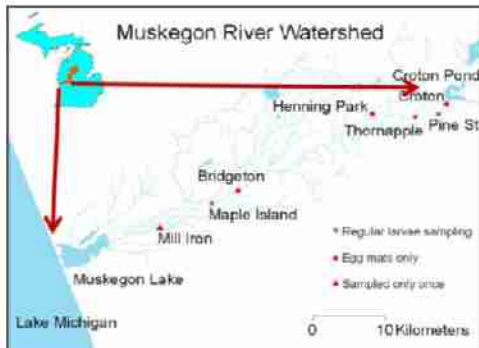 Muskegon River Watershed
Croton Pond
Croton
Henning Park
Thornapple
Pine St
Bridgeton
Maple Island
Mill Iron
Regular larvae sampling
Egg mats only
Sampled only once
Muskegon Lake
Lake Michigan
0 10 Kilometers